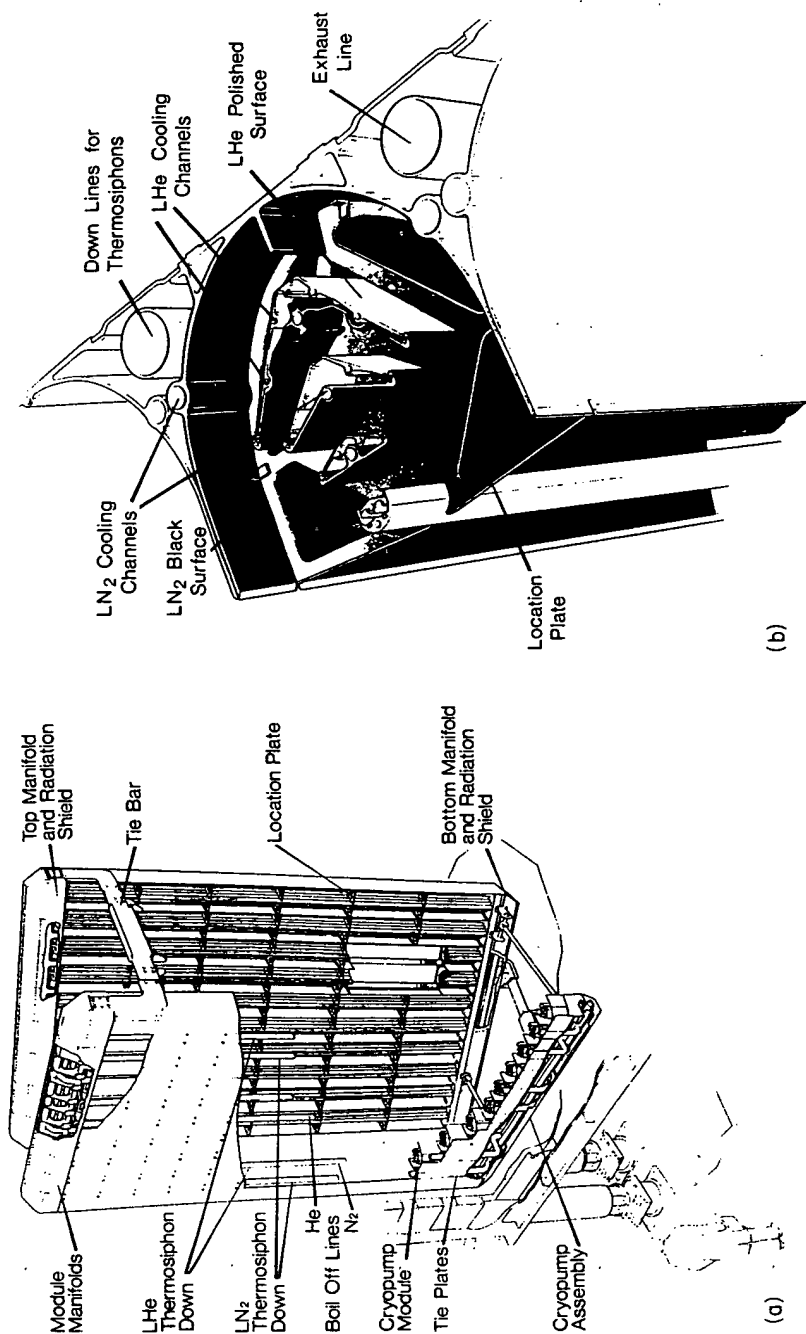 Module
Manifolds
LHe
Thermosiphon
Down
LN2
Thermosiphon
Down
He
N2
Boil Off Lines
Cryopump
Module
Tie Plates
Cryopump
Assembly
Top Manifold
and Radiation
Shield
Tie Bar
Location Plate
Bottom Manifold
and Radiation
Shield
(a)
LN2 Cooling
Channels
LN2 Black
Surface
Down Lines for
Thermosiphons
LHe Cooling
Channels
LHe Polished
Surface
Exhaust
Line
Location
Plate
(b)